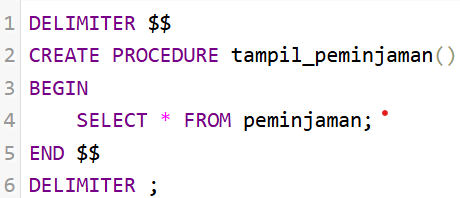 1 DELIMITER $$
2 CREATE PROCEDURE tampil_peminjaman()
3 BEGIN
4     SELECT * FROM peminjaman;
5 END $$
6 DELIMITER ;